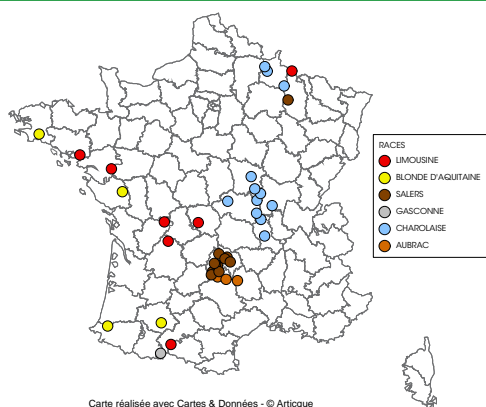 RACES
LIMOUSINE
BLONDE D'AQUITAINE
SALERS
GASCONNE
CHAROLAISE
AUBRAC
Carte réalisée avec Cartes & Données - © Articque